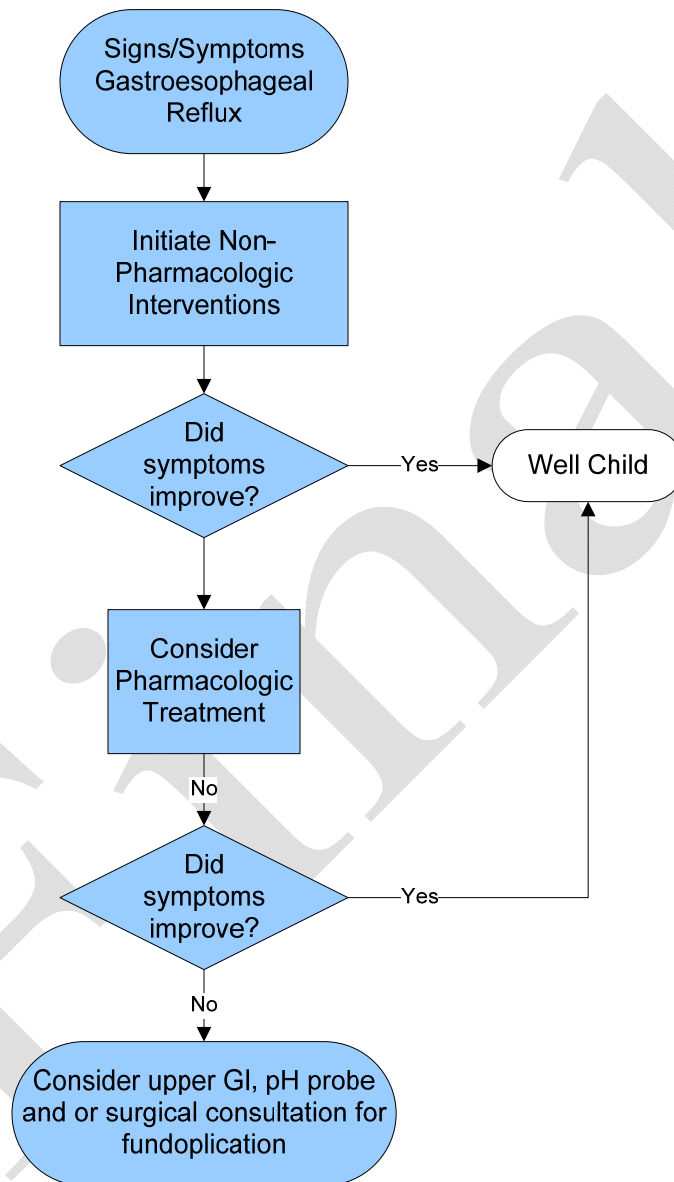 Signs/Symptoms
Gastroesophageal
Reflux
Initiate Non-
Pharmacologic
Interventions
Did
symptoms
improve?
Yes
Well Child
Consider
Pharmacologic
Treatment
No
Did
symptoms
improve?
Yes
No
Consider upper GI, pH probe
and or surgical consultation for
fundoplication
Final